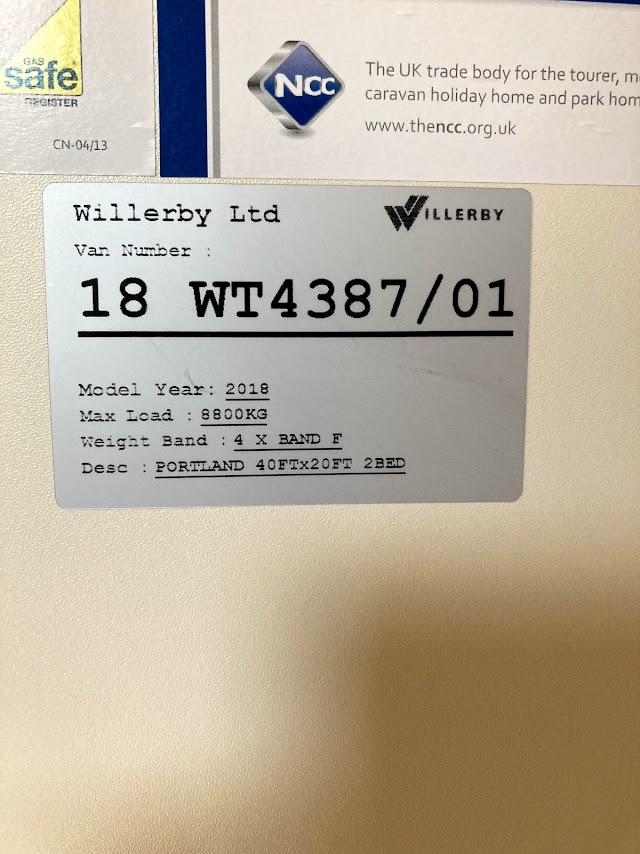 GAS
safe
REGISTER
CN-04/13
NCC
The UK trade body for the tourer,
caravan holiday home and park
www.thencc.org.uk
Willerby Ltd
WILLERBY
Van Number :
18 WT4387/01
Model Year: 2018
Max Load : 8800KG
Weight Band : 4 X BAND F
Desc : PORTLAND 40FTx20FT 2BED